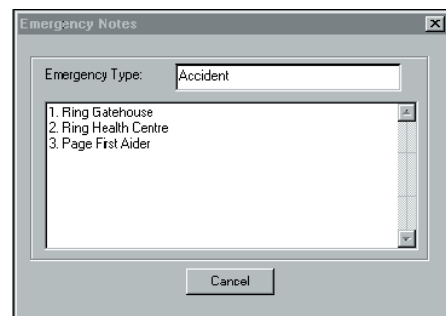 Emergency Notes
Emergency Type: Accident
1. Ring Gatehouse
2. Ring Health Centre
3. Page First Aider
Cancel